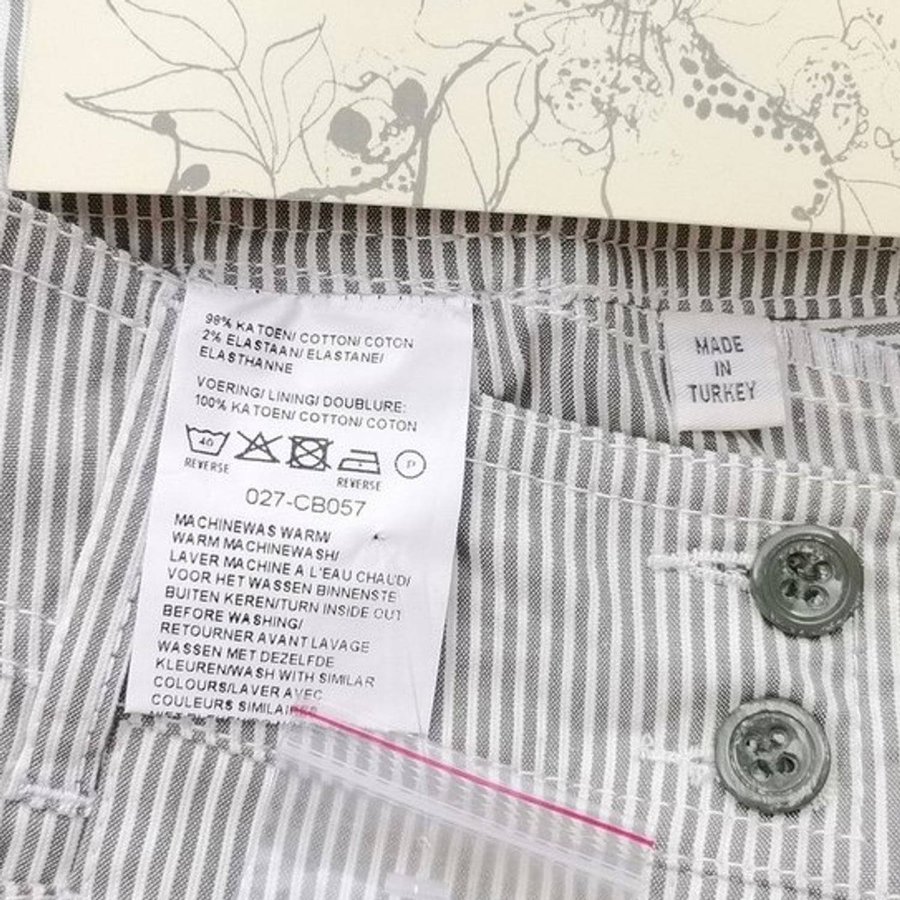 98% KATOEN/ COTTON/ COTON
2% ELASTAAN/ ELASTANE/
ELASTHANNE
VOERING/ LINING/ DOUBLURE:
100% KATOEN/ COTTON/ COTON
40
P
REVERSE
REVERSE
027-CB057
MACHINEWAS WARM/
WARM MACHINEWASH/
LAVER MACHINE A L'EAU CHAUD/
VOOR HET WASSEN BINNENSTE
BUITEN KEREN/TURN INSIDE OUT
BEFORE WASHING/
RETOURNER AVANT LAVAGE
WASSEN MET DEZELFDE
KLEUREN/WASH WITH SIMILAR
COLOURS/LAVER AVEC
COULEURS SIMILAIRES
MADE
IN
TURKEY